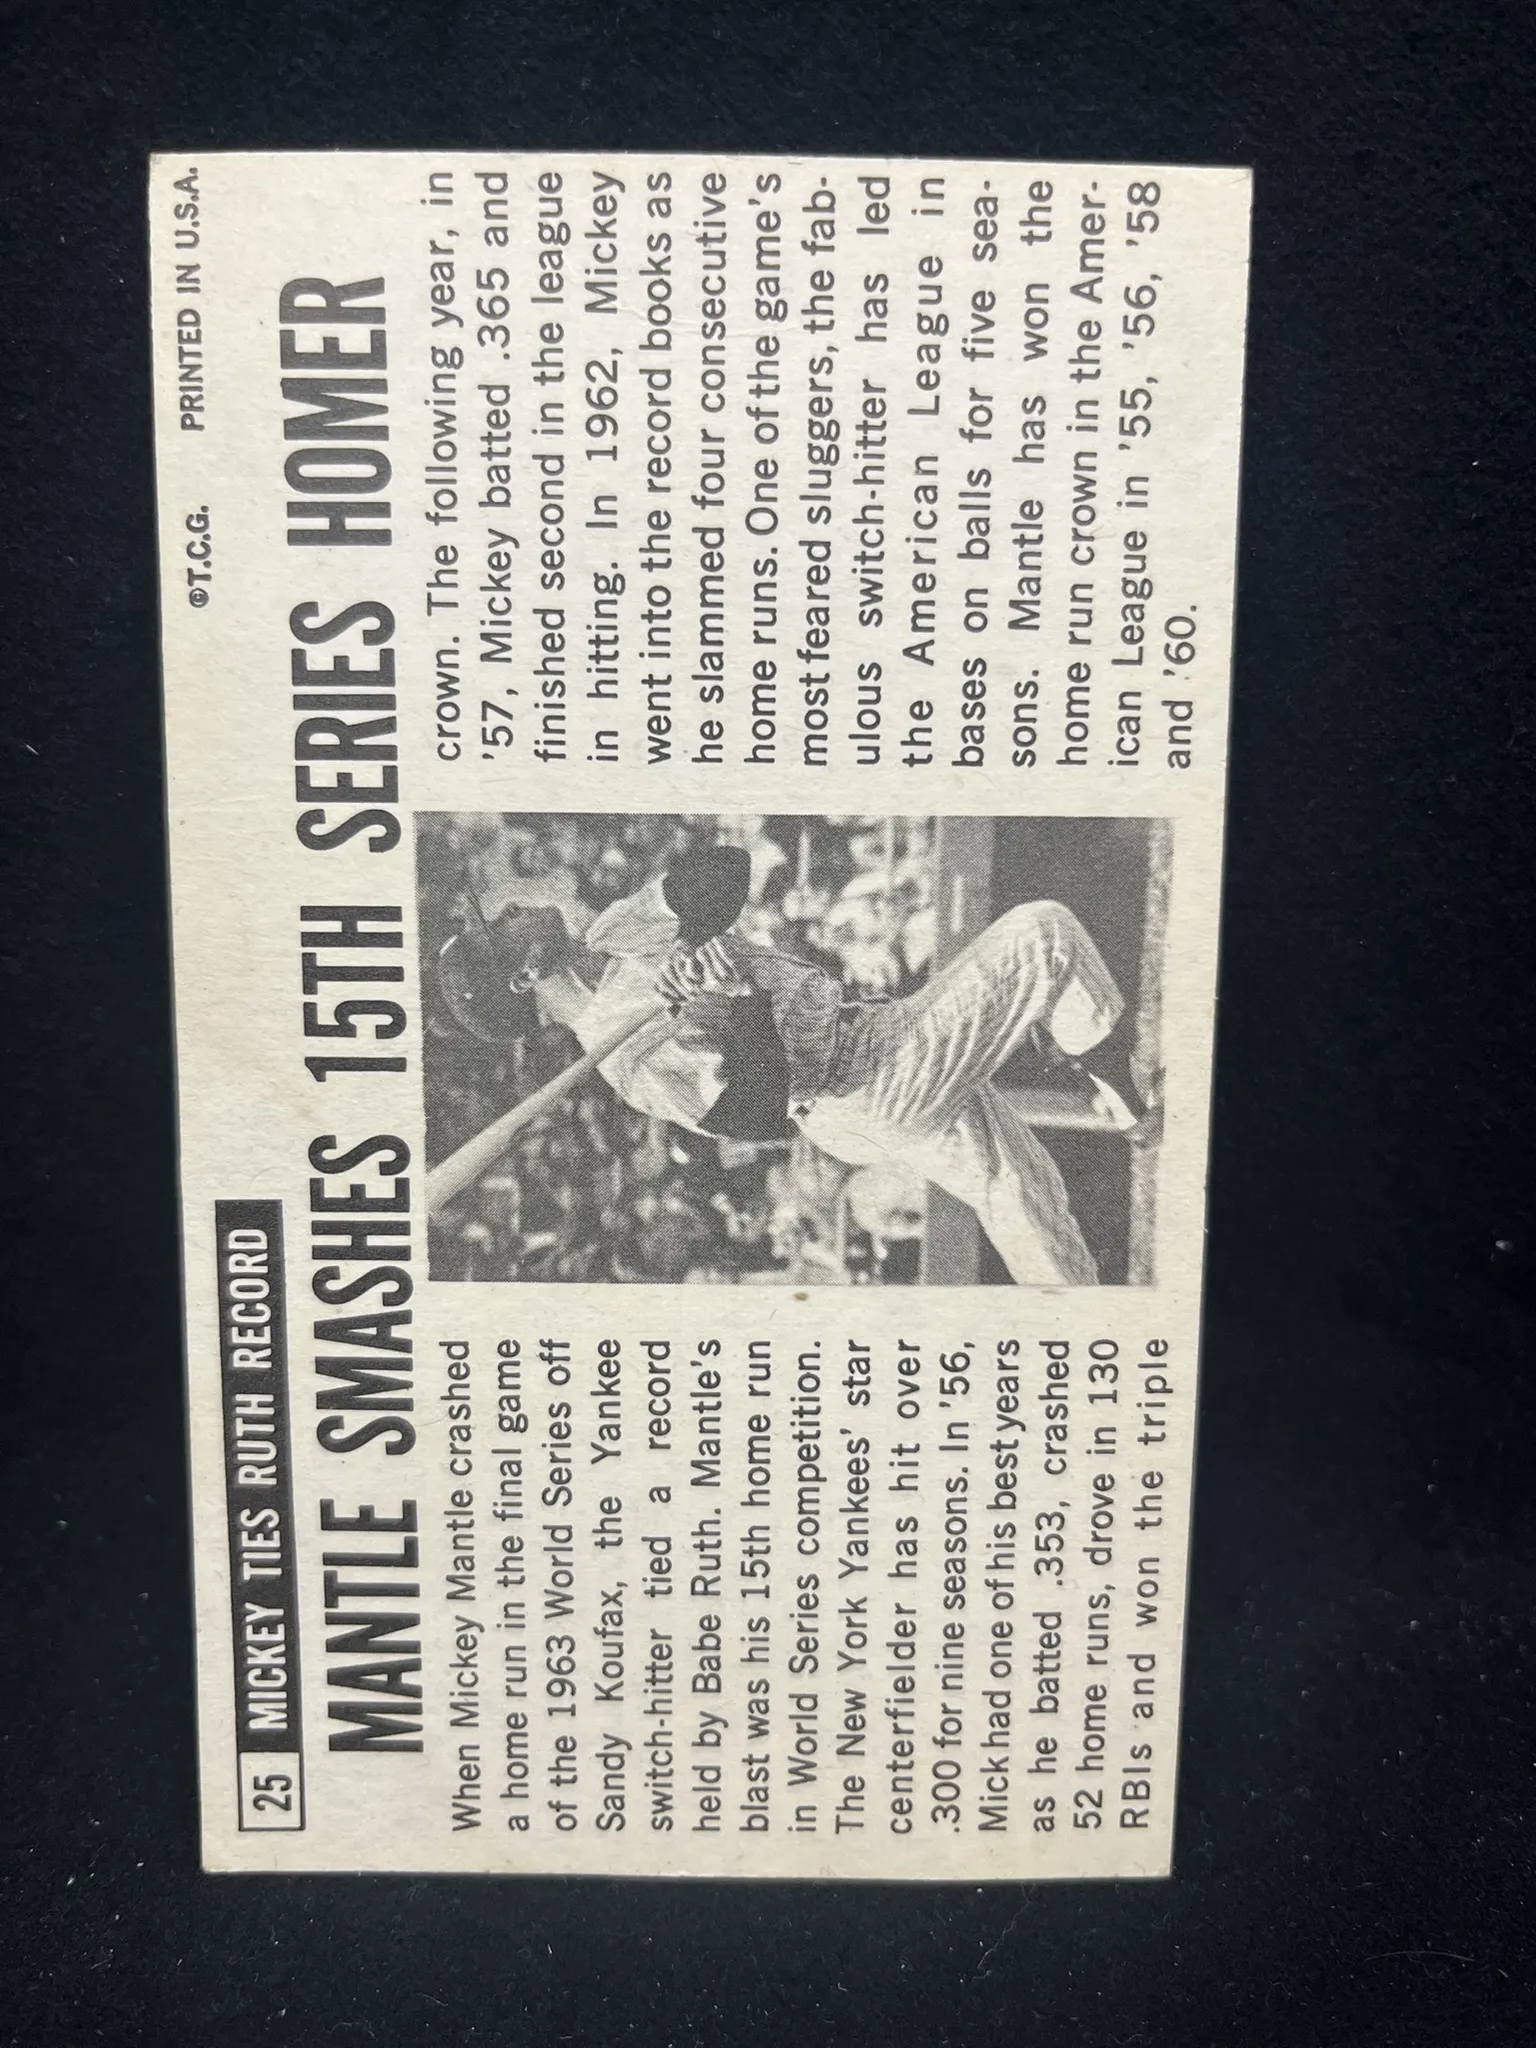 ©T.C.G. PRINTED IN U.S.A.
25 MICKEY TIES RUTH RECORD
MANTLE SMASHES 15TH SERIES HOMER
When Mickey Mantle crashed
a home run in the final game
of the 1963 World Series off
Sandy Koufax, the Yankee
switch-hitter tied a record
held by Babe Ruth. Mantle's
blast was his 15th home run
in World Series competition.
The New York Yankees' star
centerfielder has hit over
.300 for nine seasons. In '56,
Mick had one of his best years
as he batted .353, crashed
52 home runs, drove in 130
RBIs and won the triple
crown. The following year, in
'57, Mickey batted .365 and
finished second in the league
in hitting. In 1962, Mickey
went into the record books as
he slammed four consecutive
home runs. One of the game's
most feared sluggers, the fab-
ulous switch-hitter has led
the American League in
bases on balls for five sea-
sons. Mantle has won the
home run crown in the Amer-
ican League in '55, '56, '58
and '60.